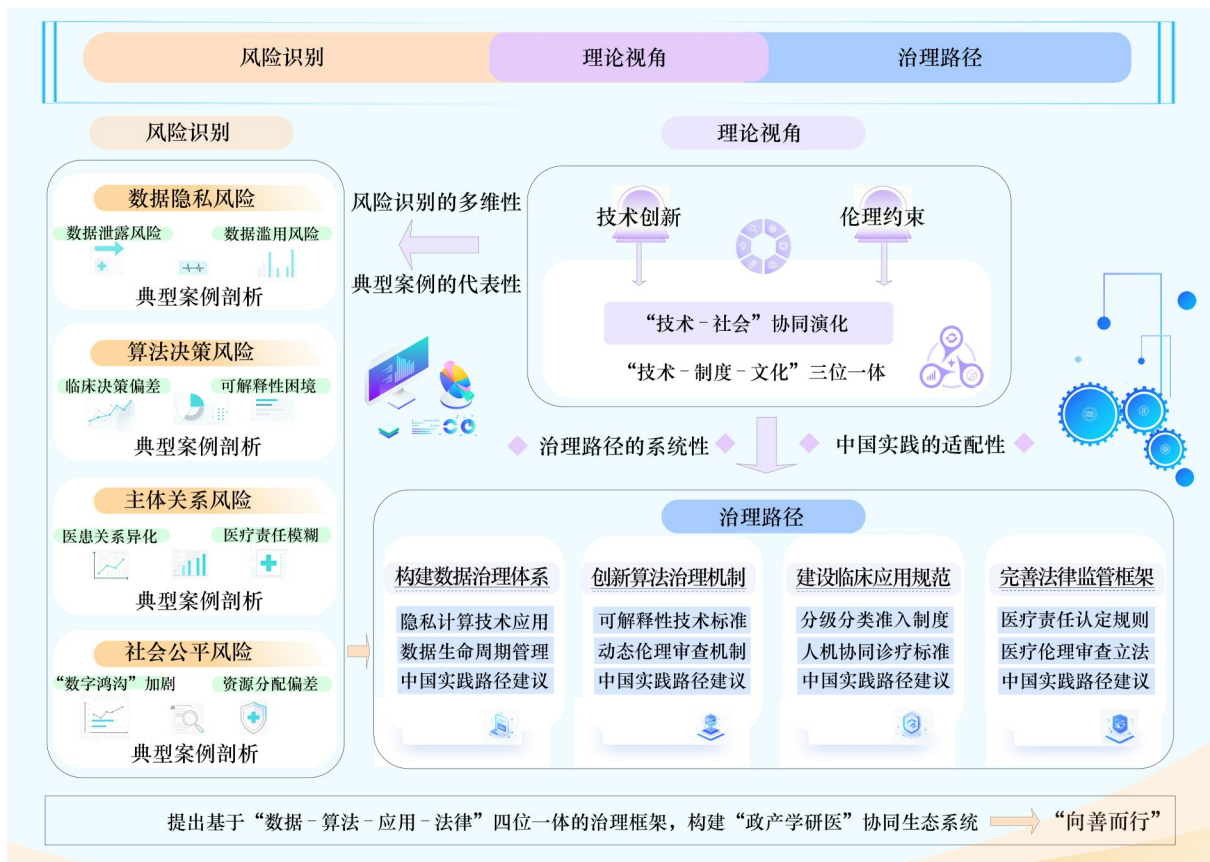 风险识别
理论视角
治理路径
风险识别
数据隐私风险
数据泄露风险
数据滥用风险
典型案例剖析
算法决策风险
临床决策偏差
可解释性困境
典型案例剖析
主体关系风险
医患关系异化
医疗责任模糊
典型案例剖析
社会公平风险
“数字鸿沟”加剧
资源分配偏差
典型案例剖析
风险识别的多维性
典型案例的代表性
理论视角
技术创新
伦理约束
“技术-社会”协同演化
“技术-制度-文化”三位一体
治理路径的系统性
中国实践的适配性
治理路径
构建数据治理体系
隐私计算技术应用
数据生命周期管理
中国实践路径建议
创新算法治理机制
可解释性技术标准
动态伦理审查机制
中国实践路径建议
建设临床应用规范
分级分类准入制度
人机协同诊疗标准
中国实践路径建议
完善法律监管框架
医疗责任认定规则
医疗伦理审查立法
中国实践路径建议
提出基于“数据-算法-应用-法律”四位一体的治理框架，构建“政产学研医”协同生态系统
“向善而行”